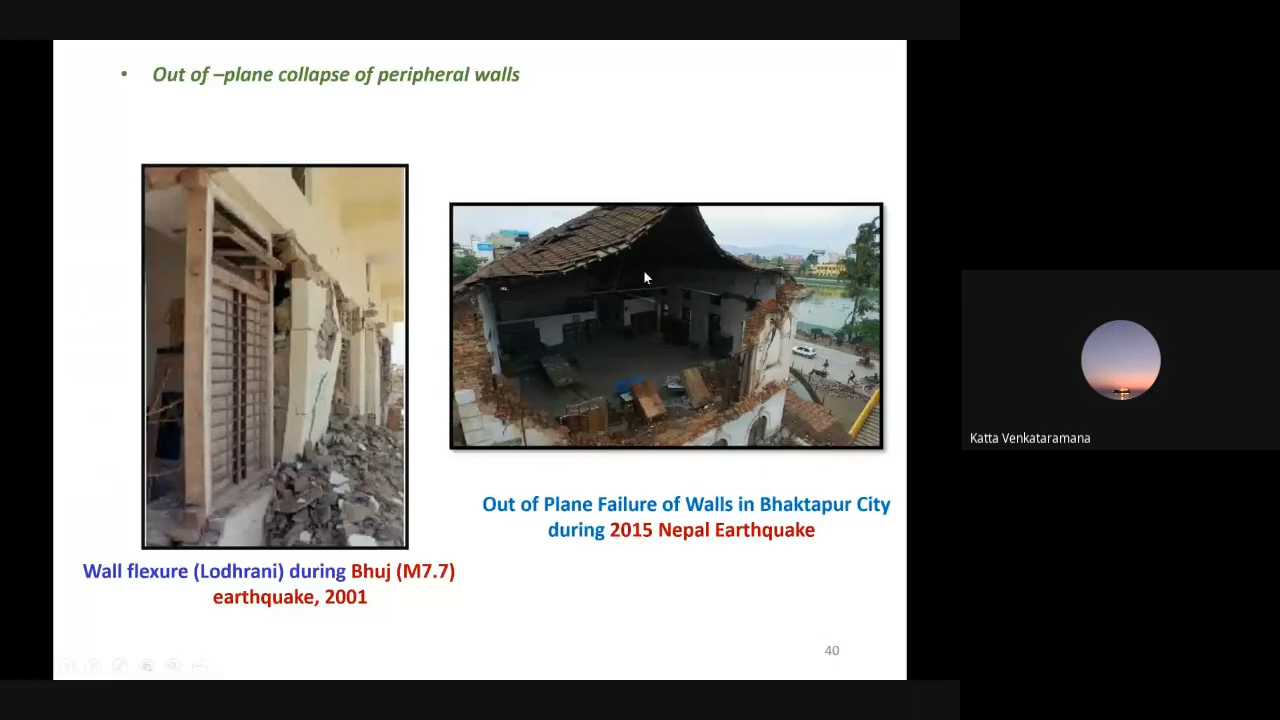 • Out of –plane collapse of peripheral walls
Out of Plane Failure of Walls in Bhaktapur City
during 2015 Nepal Earthquake
Wall flexure (Lodhrani) during Bhuj (M7.7)
earthquake, 2001
40
Katta Venkataramana